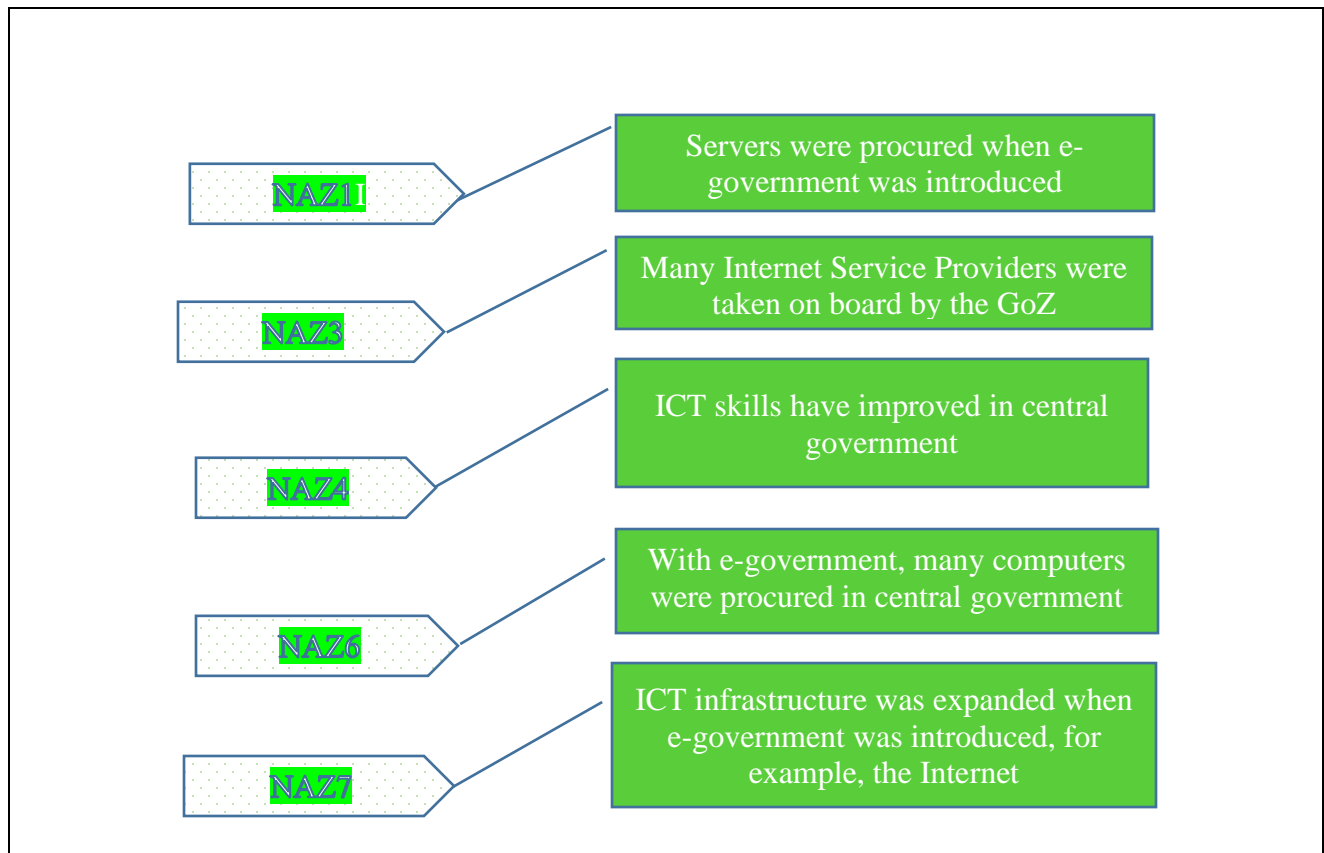 Servers were procured when e-
government was introduced
NAZ1I
Many Internet Service Providers were
taken on board by the GoZ
NAZ3
ICT skills have improved in central
government
NAZ4
With e-government, many computers
were procured in central government
NAZ6
ICT infrastructure was expanded when
e-government was introduced, for
example, the Internet
NAZ7